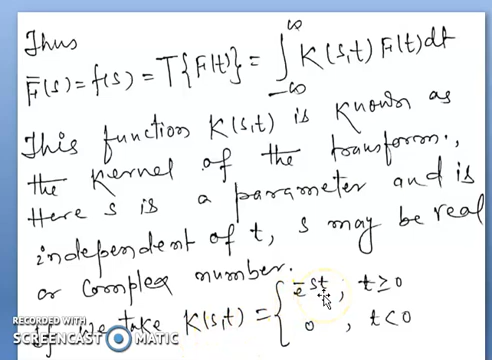 Thus
F̄(s) = f(s) = T{F(t)} = ∫_{-∞}^{∞} K(s,t) F(t) dt
This function K(s,t) is known as
the Kernel of the transform.
Here s is a parameter and is
independent of t, s may be real
or complex number.
If we take K(s,t) = { e^{-st}, t ≥ 0
0, t < 0
RECORDED WITH
SCREENCAST MATIC